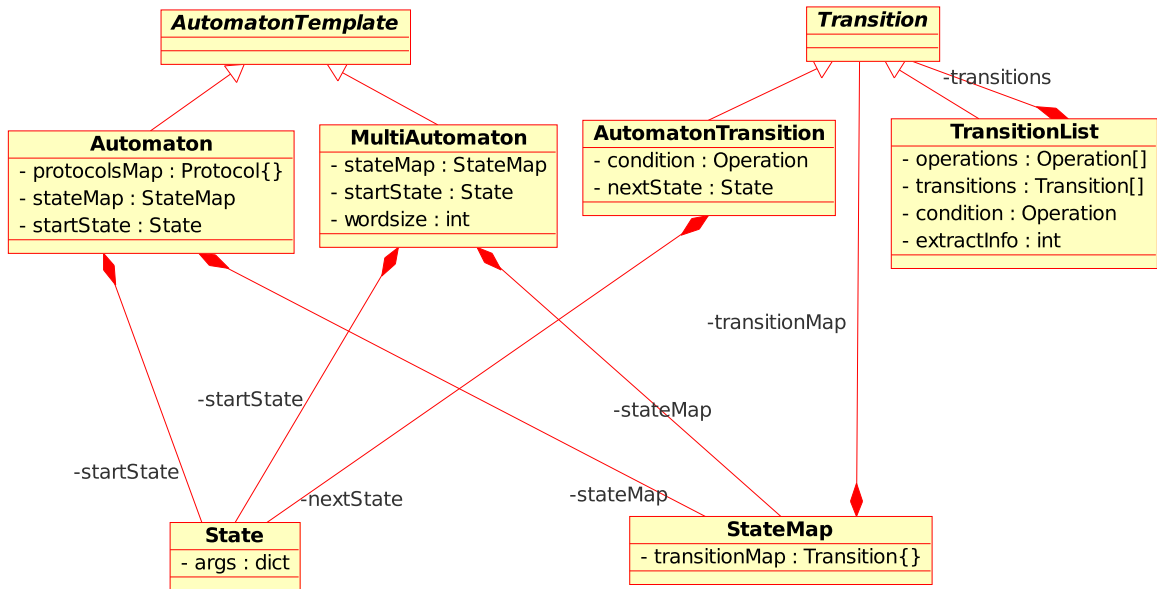 AutomatonTemplate
Transition
-transitions
Automaton
- protocolsMap : Protocol{}
- stateMap : StateMap
- startState : State
MultiAutomaton
- stateMap : StateMap
- startState : State
- wordsize : int
AutomatonTransition
- condition : Operation
- nextState : State
TransitionList
- operations : Operation[]
- transitions : Transition[]
- condition : Operation
- extractInfo : int
-transitionMap
-startState
-stateMap
-startState
-nextState
-stateMap
State
- args : dict
StateMap
- transitionMap : Transition{}